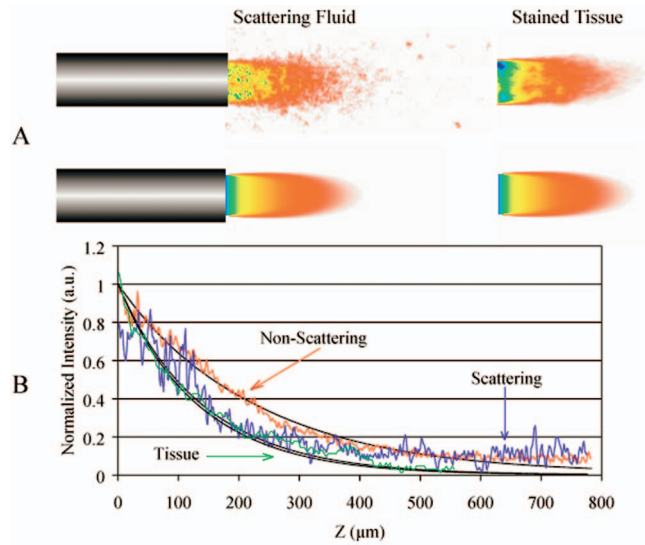 Scattering Fluid
Stained Tissue
A
B
Normalized Intensity (a.u.)
1.2
1
0.8
0.6
0.4
0.2
0
Non-Scattering
Scattering
Tissue
0 100 200 300 400 500 600 700 800
Z (μm)